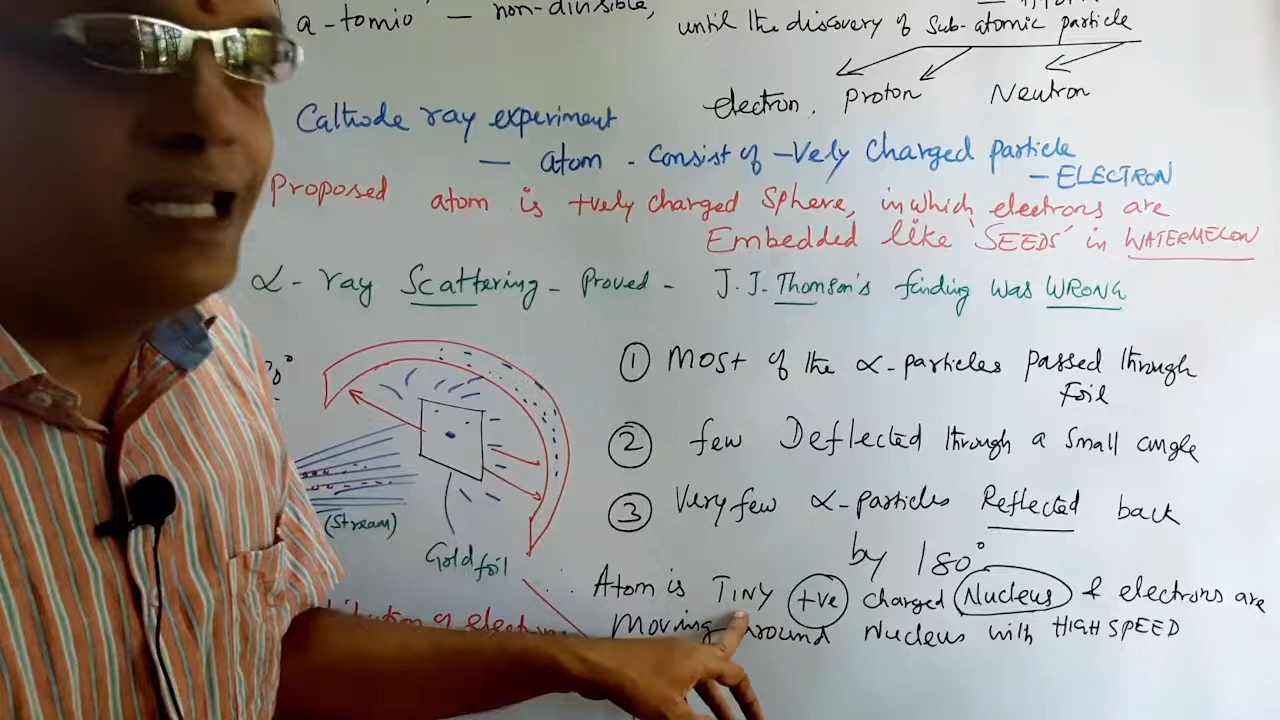 a-tomio — non-divisible, until the discovery of sub-atomic particle
electron. Proton Neutron
Cathode ray experiment
— atom - consist of -vely charged particle
- ELECTRON
Proposed atom is +vely charged sphere, in which electrons are
Embedded like 'SEEDS' in WATERMELON
α- ray Scattering - Proved - J.J. Thomson's finding was WRONG
(stream)
Gold foil
① Most of the α-particles passed through
foil
② few Deflected through a small angle
③ Very few α-particles Reflected back
by 180°
∴ Atom is TINY +ve charged Nucleus & electrons are
Moving around Nucleus with HIGH SPEED